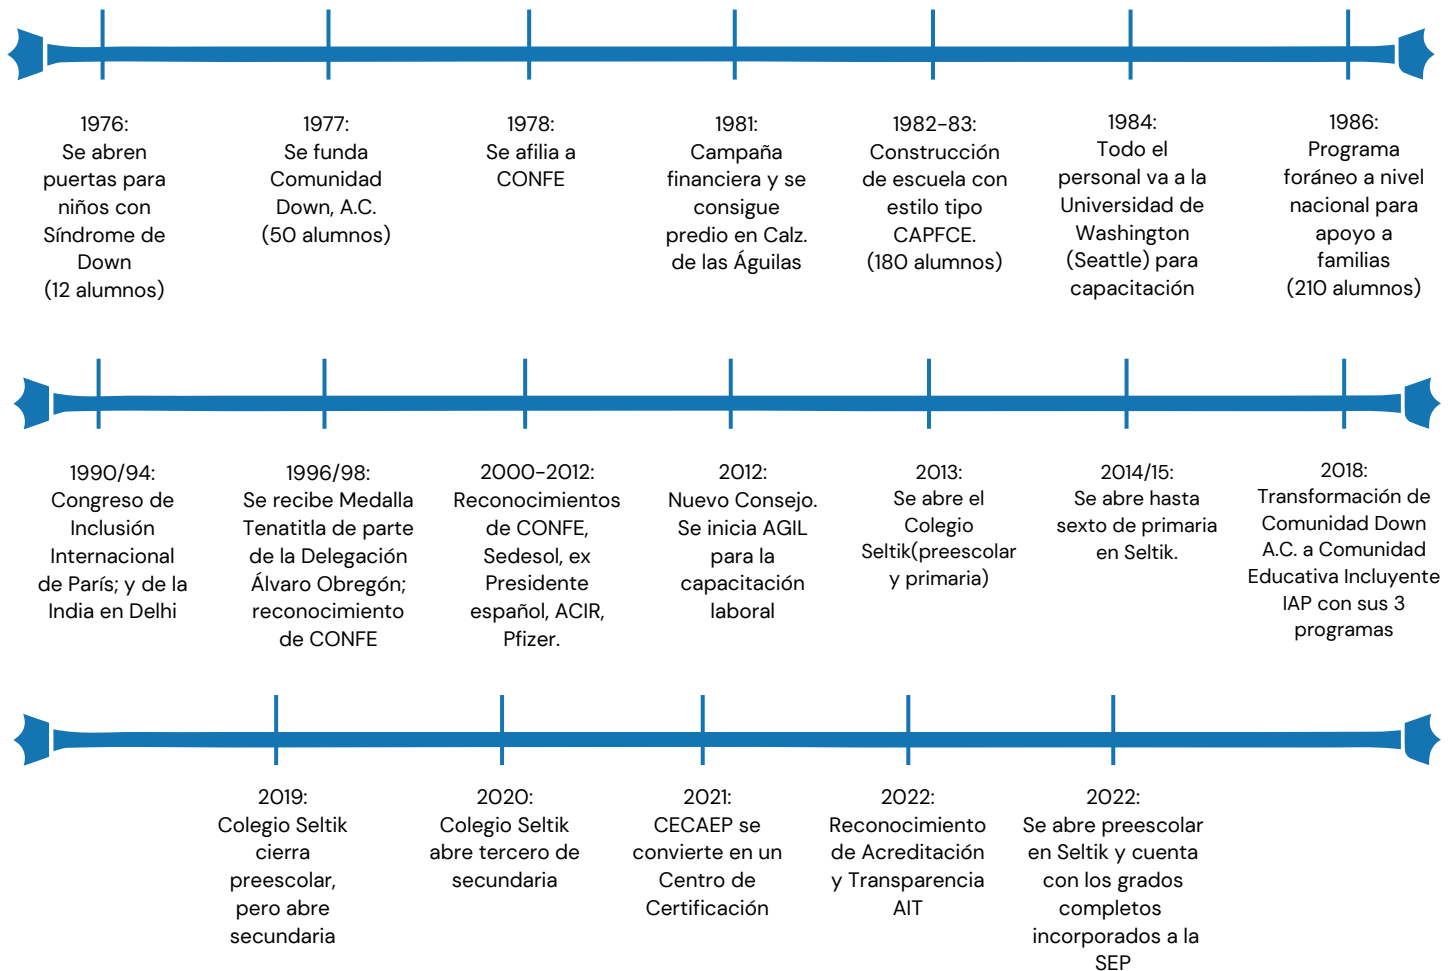 1976:
Se abren
puertas para
niños con
Síndrome de
Down
(12 alumnos)
1977:
Se funda
Comunidad
Down, A.C.
(50 alumnos)
1978:
Se afilia a
CONFE
1981:
Campaña
financiera y se
consigue
predio en Calz.
de las Águilas
1982-83:
Construcción
de escuela con
estilo tipo
CAPFCE.
(180 alumnos)
1984:
Todo el
personal va a la
Universidad de
Washington
(Seattle) para
capacitación
1986:
Programa
foráneo a nivel
nacional para
apoyo a
familias
(210 alumnos)
1990/94:
Congreso de
Inclusión
Internacional
de París; y de la
India en Delhi
1996/98:
Se recibe Medalla
Tenatitla de parte
de la Delegación
Álvaro Obregón;
reconocimiento
de CONFE
2000-2012:
Reconocimientos
de CONFE,
Sedesol, ex
Presidente
español, ACIR,
Pfizer.
2012:
Nuevo Consejo.
Se inicia AGIL
para la
capacitación
laboral
2013:
Se abre el
Colegio
Seltik(preescolar
y primaria)
2014/15:
Se abre hasta
sexto de primaria
en Seltik.
2018:
Transformación de
Comunidad Down
A.C. a Comunidad
Educativa Incluyente
IAP con sus 3
programas
2019:
Colegio Seltik
cierra
preescolar,
pero abre
secundaria
2020:
Colegio Seltik
abre tercero de
secundaria
2021:
CECAEP se
convierte en un
Centro de
Certificación
2022:
Reconocimiento
de Acreditación
y Transparencia
AIT
2022:
Se abre preescolar
en Seltik y cuenta
con los grados
completos
incorporados a la
SEP